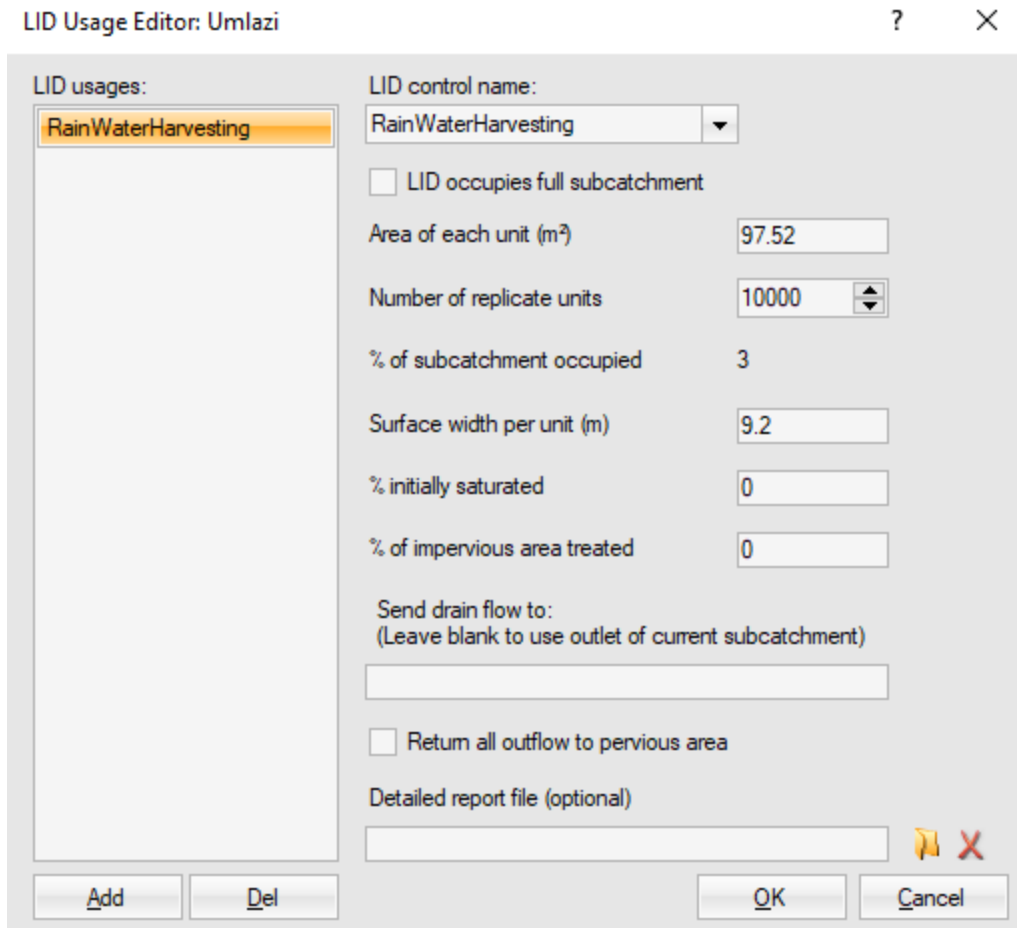 LID Usage Editor: Umlazi ? ✕
LID usages:
RainWaterHarvesting
LID control name:
RainWaterHarvesting
LID occupies full subcatchment
Area of each unit (m²) 97.52
Number of replicate units 10000
% of subcatchment occupied 3
Surface width per unit (m) 9.2
% initially saturated 0
% of impervious area treated 0
Send drain flow to:
(Leave blank to use outlet of current subcatchment)
Return all outflow to pervious area
Detailed report file (optional)
Add Del OK Cancel